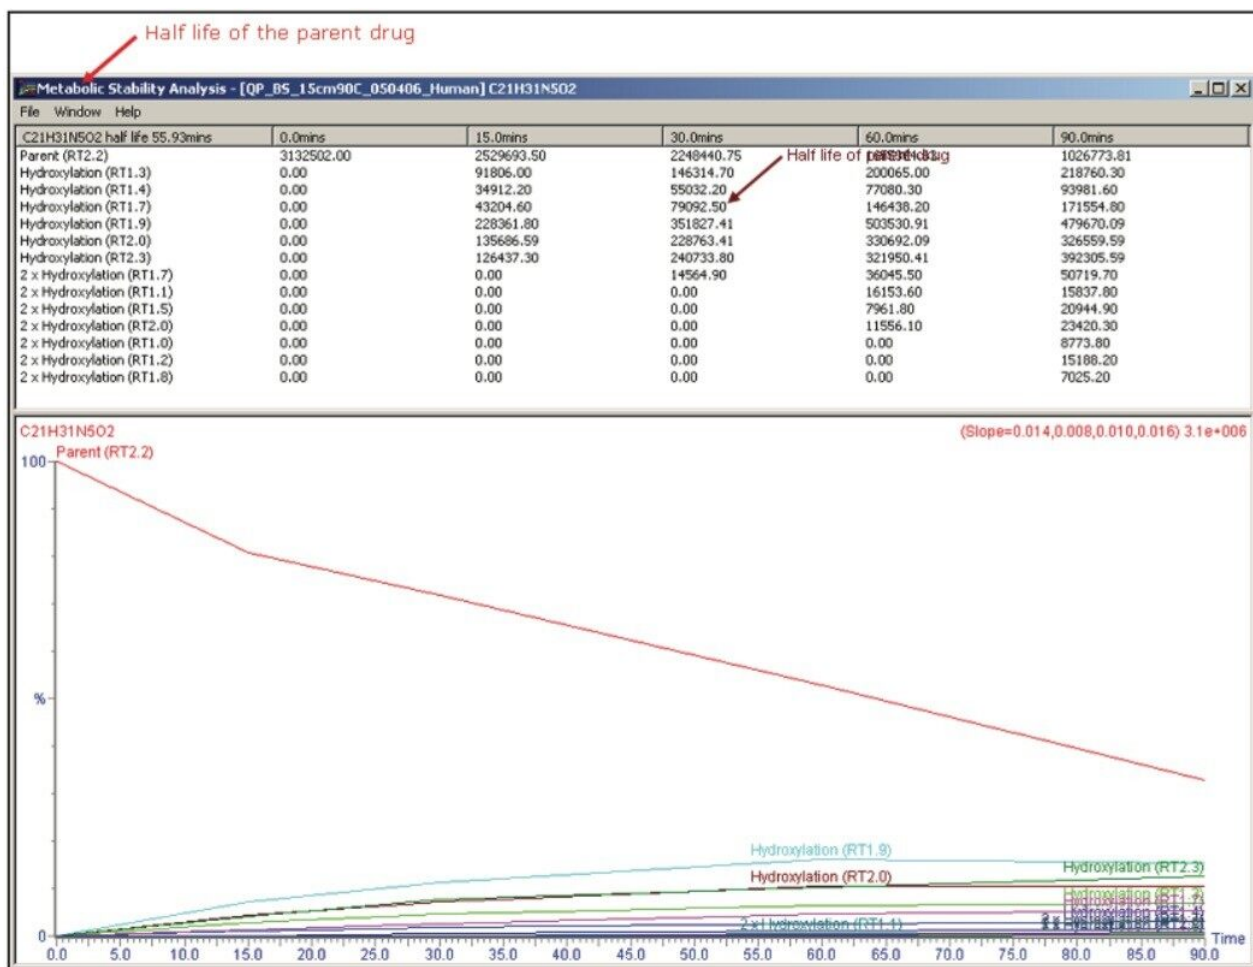 Half life of the parent drug
Metabolic Stability Analysis - [QP_BS_15cm90C_050406_Human] C21H31N5O2
File Window Help
C21H31N5O2 half life 55.93mins 0.0mins 15.0mins 30.0mins 60.0mins 90.0mins
Parent (RT2.2) 3132502.00 2529693.50 2248440.75 Half life of parent drug 1026773.81
Hydroxylation (RT1.3) 0.00 91806.00 146314.70 200065.00 218760.30
Hydroxylation (RT1.4) 0.00 34912.20 55032.20 77080.30 93981.60
Hydroxylation (RT1.7) 0.00 43204.60 79092.50 146438.20 171554.80
Hydroxylation (RT1.9) 0.00 228361.80 351827.41 503530.91 479670.09
Hydroxylation (RT2.0) 0.00 135686.59 228763.41 330692.09 326559.59
Hydroxylation (RT2.3) 0.00 126437.30 240733.80 321950.41 392305.59
2 x Hydroxylation (RT1.7) 0.00 0.00 14564.90 36045.50 50719.70
2 x Hydroxylation (RT1.1) 0.00 0.00 0.00 16153.60 15837.80
2 x Hydroxylation (RT1.5) 0.00 0.00 0.00 7961.80 20944.90
2 x Hydroxylation (RT2.0) 0.00 0.00 0.00 11556.10 23420.30
2 x Hydroxylation (RT1.0) 0.00 0.00 0.00 0.00 8773.80
2 x Hydroxylation (RT1.2) 0.00 0.00 0.00 0.00 15188.20
2 x Hydroxylation (RT1.8) 0.00 0.00 0.00 0.00 7025.20
C21H31N5O2 (Slope=0.014,0.008,0.010,0.016) 3.1e+006
Parent (RT2.2)
100
%
Hydroxylation (RT1.9)
Hydroxylation (RT2.3)
Hydroxylation (RT2.0)
2 x Hydroxylation (RT1.1)
0
Time
0.0 5.0 10.0 15.0 20.0 25.0 30.0 35.0 40.0 45.0 50.0 55.0 60.0 65.0 70.0 75.0 80.0 85.0 90.0